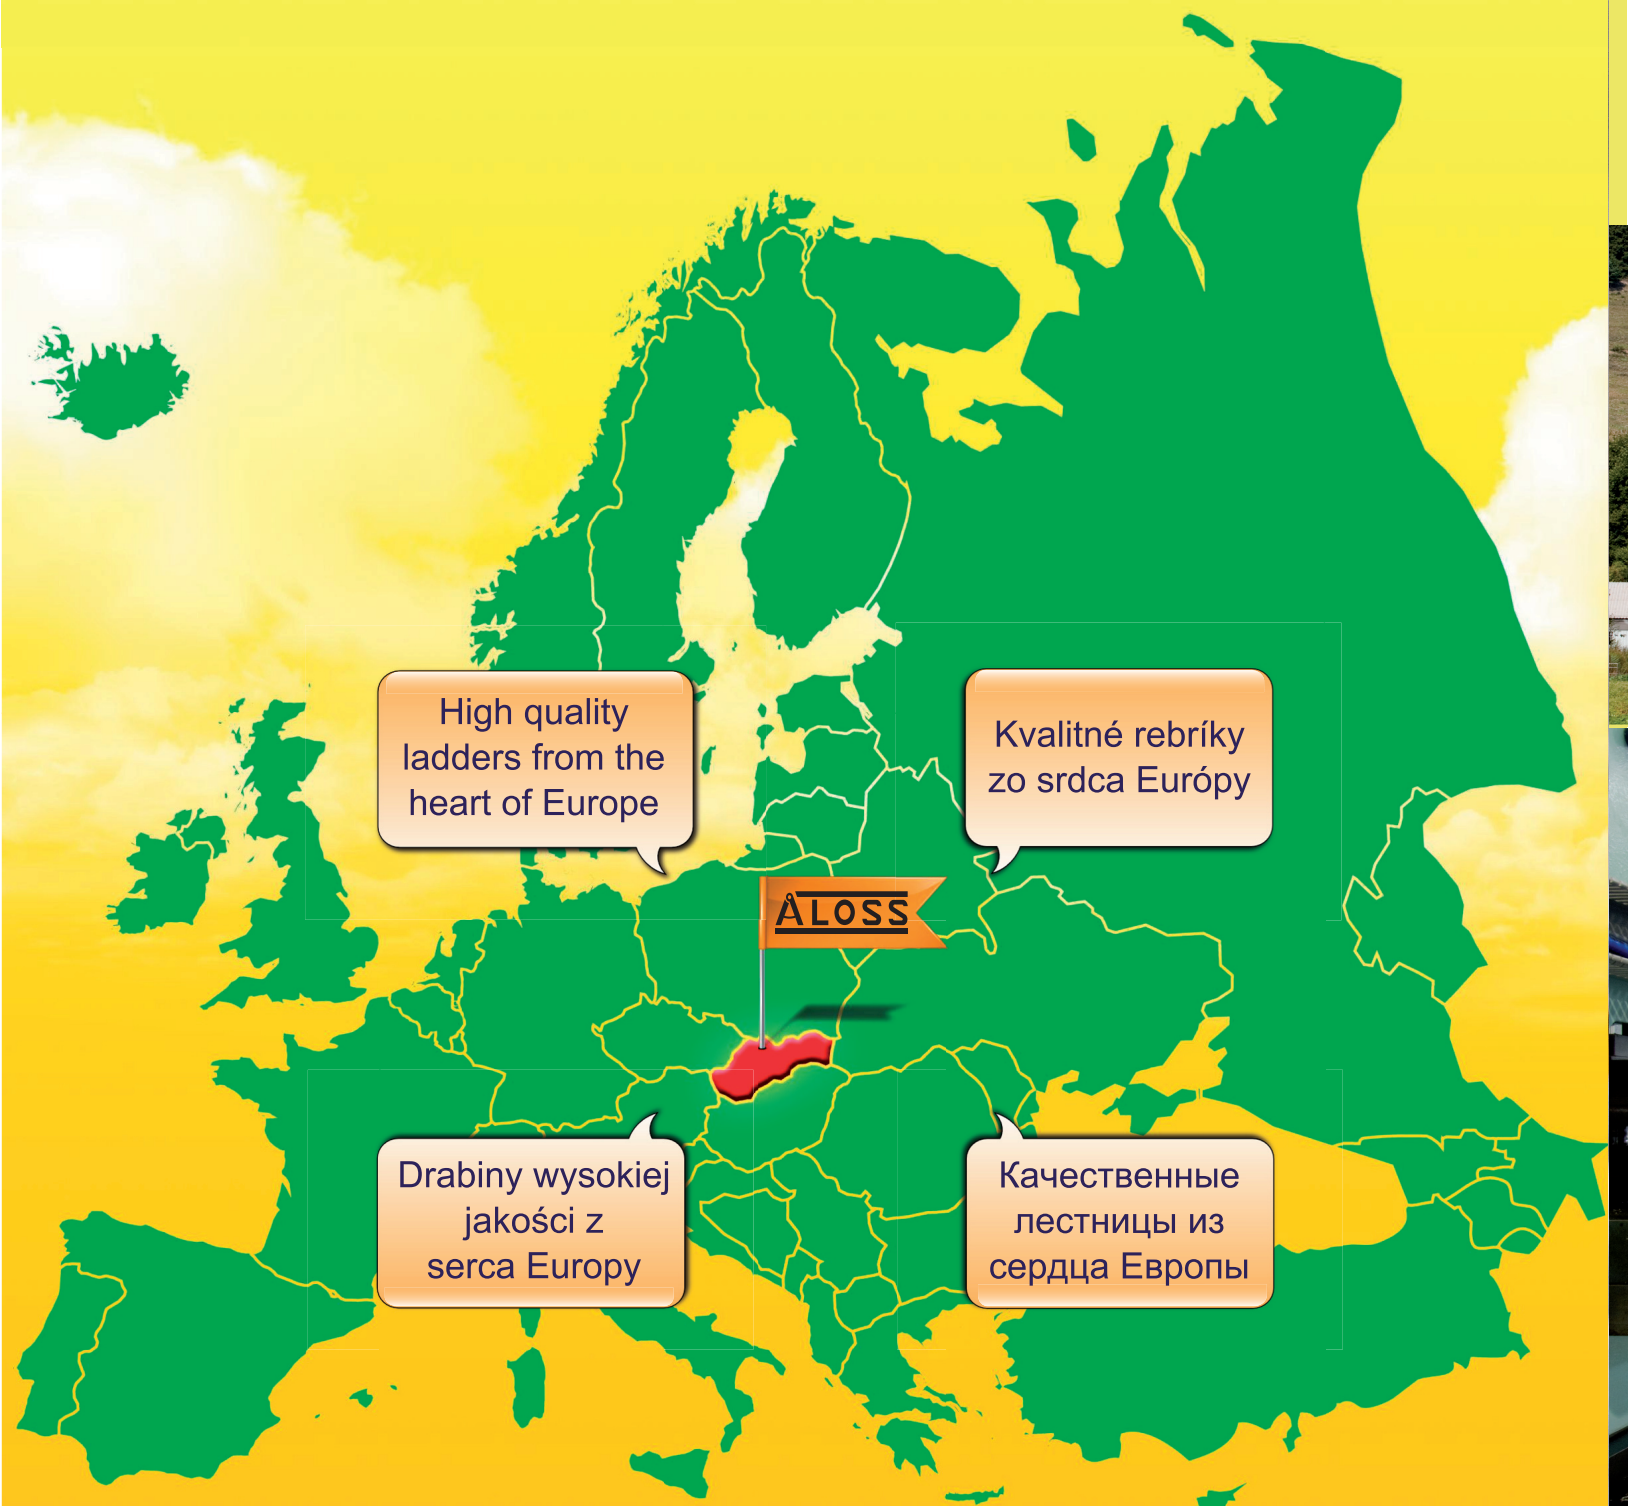 High quality
ladders from the
heart of Europe
Kvalitné rebríky
zo srdca Európy
ALOSS
Drabiny wysokiej
jakości z
serca Europy
Качественные
лестницы из
сердца Европы